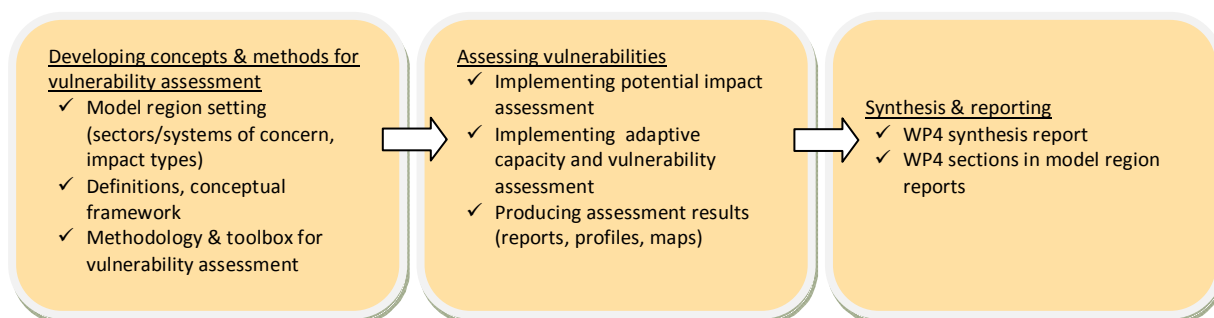 Developing concepts & methods for
vulnerability assessment
✓ Model region setting
(sectors/systems of concern,
impact types)
✓ Definitions, conceptual
framework
✓ Methodology & toolbox for
vulnerability assessment
Assessing vulnerabilities
✓ Implementing potential impact
assessment
✓ Implementing adaptive
capacity and vulnerability
assessment
✓ Producing assessment results
(reports, profiles, maps)
Synthesis & reporting
✓ WP4 synthesis report
✓ WP4 sections in model region
reports